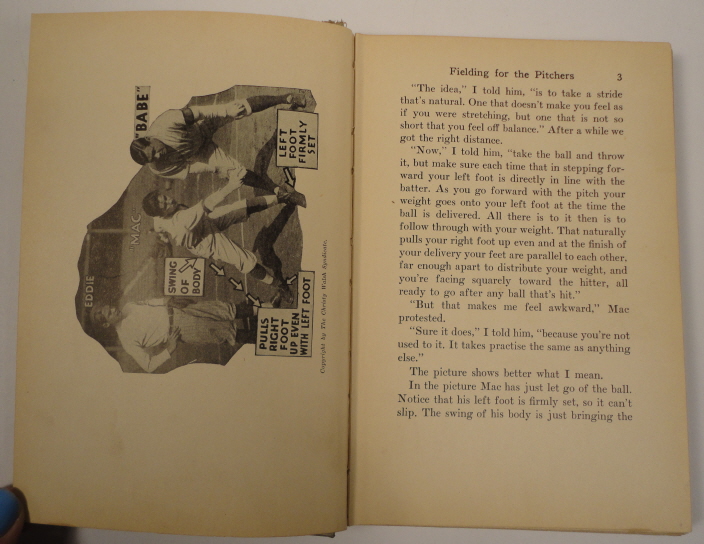 "BABE"
LEFT
FOOT
FIRMLY
SET
"MAC"
EDDIE
SWING
OF
BODY
PULLS
RIGHT
FOOT
UP EVEN
WITH LEFT FOOT
Copyright by The Christy Walsh Syndicate.
Fielding for the Pitchers 3
"The idea," I told him, "is to take a stride
that's natural. One that doesn't make you feel as
if you were stretching, but one that is not so
short that you feel off balance." After a while we
got the right distance.
"Now," I told him, "take the ball and throw
it, but make sure each time that in stepping for-
ward your left foot is directly in line with the
batter. As you go forward with the pitch your
weight goes onto your left foot at the time the
ball is delivered. All there is to it then is to
follow through with your weight. That naturally
pulls your right foot up even and at the finish of
your delivery your feet are parallel to each other,
far enough apart to distribute your weight, and
you're facing squarely toward the hitter, all
ready to go after any ball that's hit."
"But that makes me feel awkward," Mac
protested.
"Sure it does," I told him, "because you're not
used to it. It takes practise the same as anything
else."
The picture shows better what I mean.
In the picture Mac has just let go of the ball.
Notice that his left foot is firmly set, so it can't
slip. The swing of his body is just bringing the